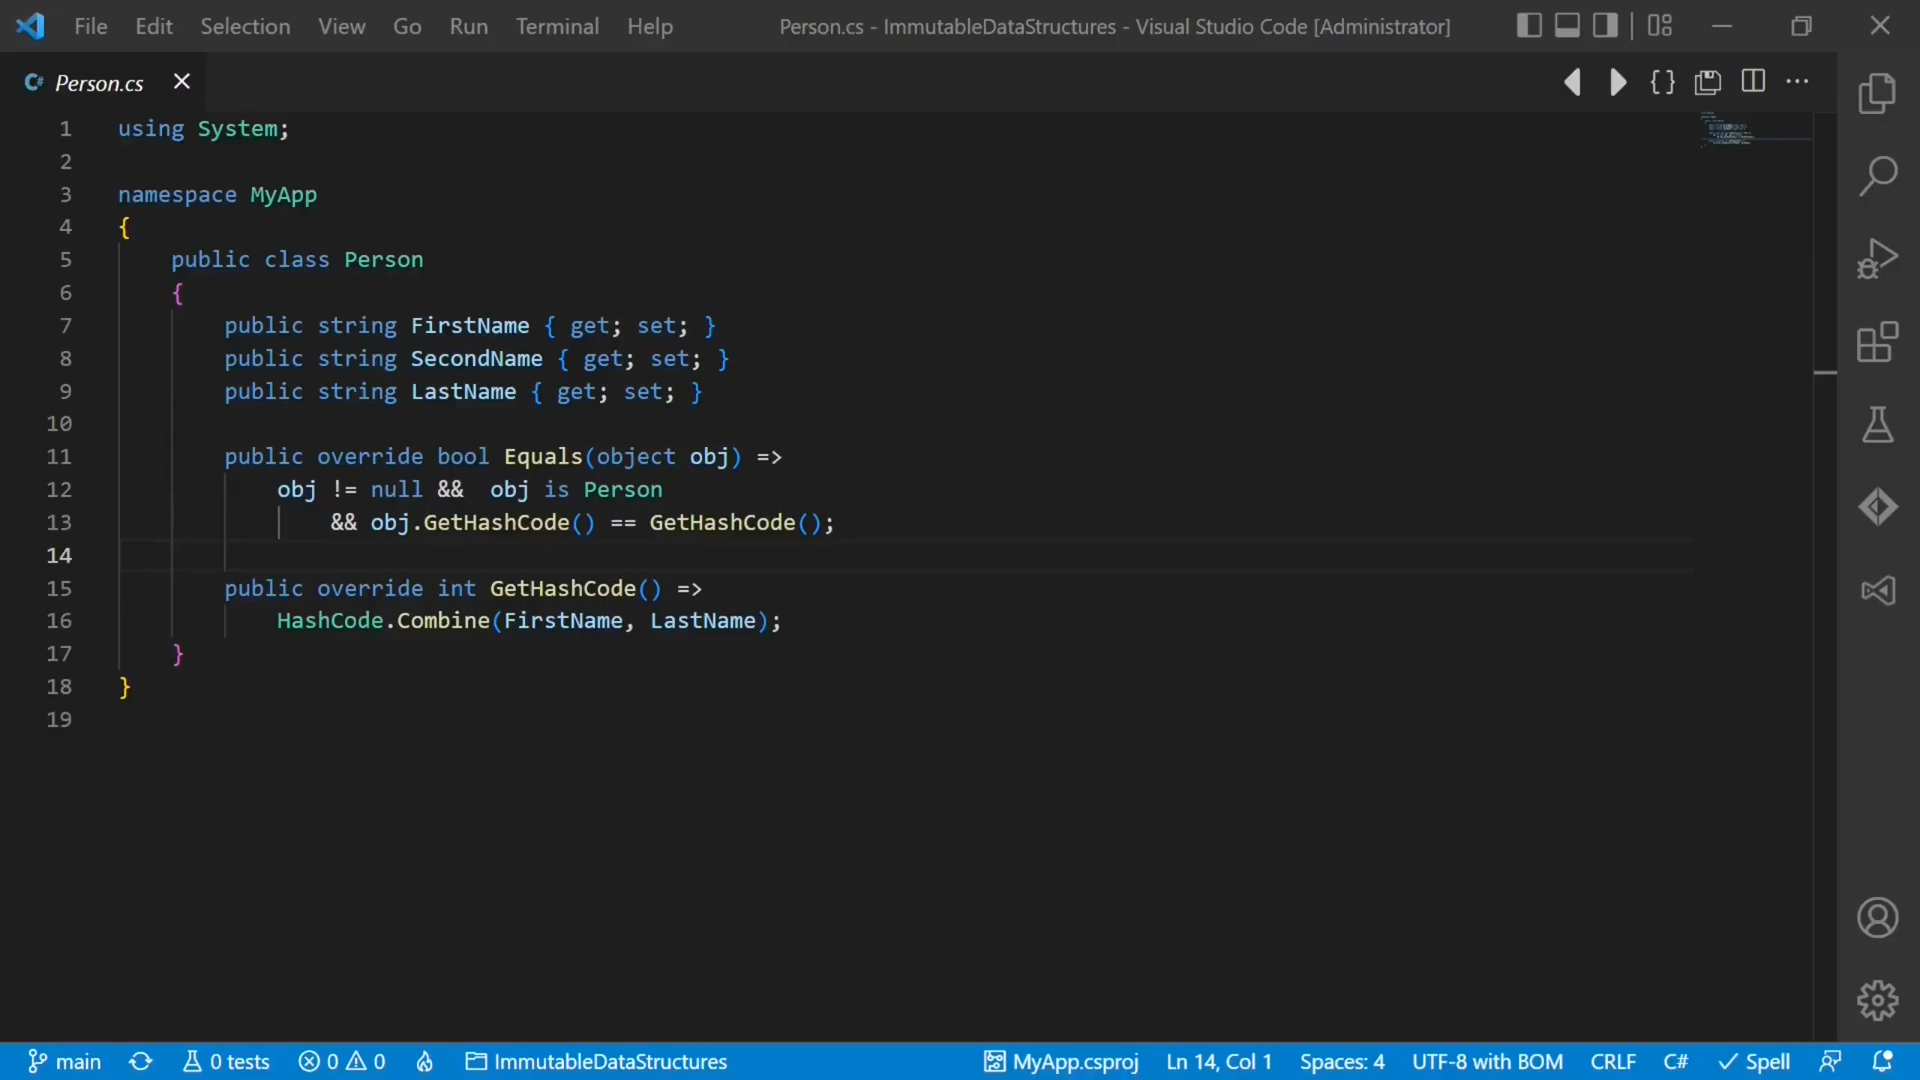 File Edit Selection View Go Run Terminal Help Person.cs - ImmutableDataStructures - Visual Studio Code [Administrator]
Person.cs
1 using System;
2
3 namespace MyApp
4 {
5 public class Person
6 {
7 public string FirstName { get; set; }
8 public string SecondName { get; set; }
9 public string LastName { get; set; }
10
11 public override bool Equals(object obj) =>
12 obj != null &&  obj is Person
13 && obj.GetHashCode() == GetHashCode();
14
15 public override int GetHashCode() =>
16 HashCode.Combine(FirstName, LastName);
17 }
18 }
19
main 0 tests 0 0 ImmutableDataStructures MyApp.csproj Ln 14, Col 1 Spaces: 4 UTF-8 with BOM CRLF C# Spell